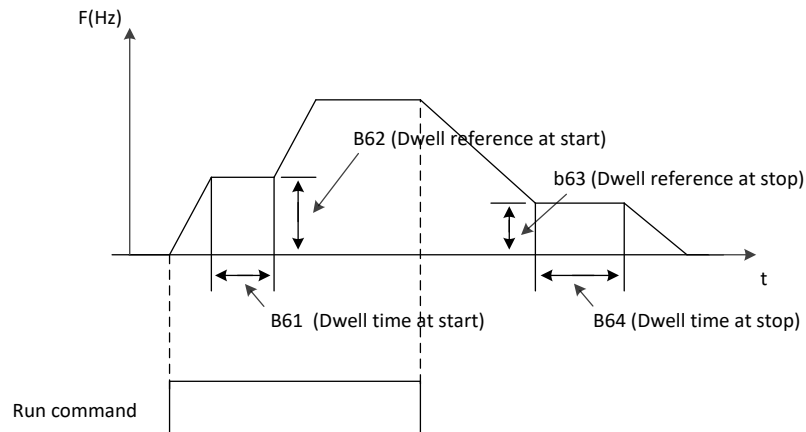 F(Hz)
B62 (Dwell reference at start)
b63 (Dwell reference at stop)
t
B61 (Dwell time at start)
B64 (Dwell time at stop)
Run command